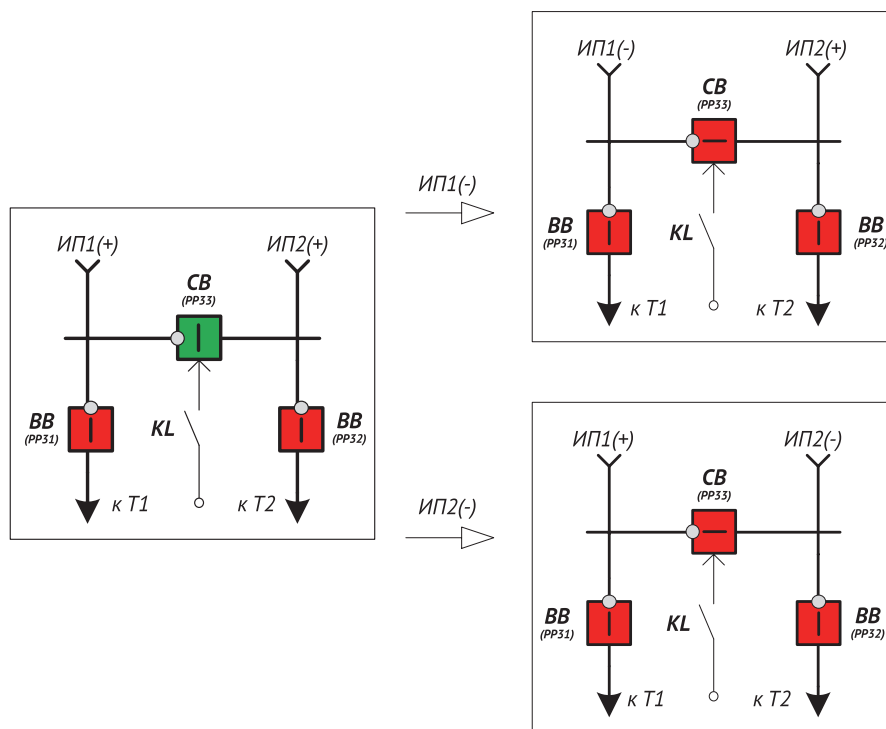 ИП1(-) ИП2(+)
СВ
(РР33)
ВВ
(РР31)
KL
ВВ
(РР32)
к Т1 к Т2
ИП1(-)
ИП1(+) ИП2(+)
СВ
(РР33)
ВВ
(РР31)
KL
ВВ
(РР32)
к Т1 к Т2
ИП2(-)
ИП1(+) ИП2(-)
СВ
(РР33)
ВВ
(РР31)
KL
ВВ
(РР32)
к Т1 к Т2